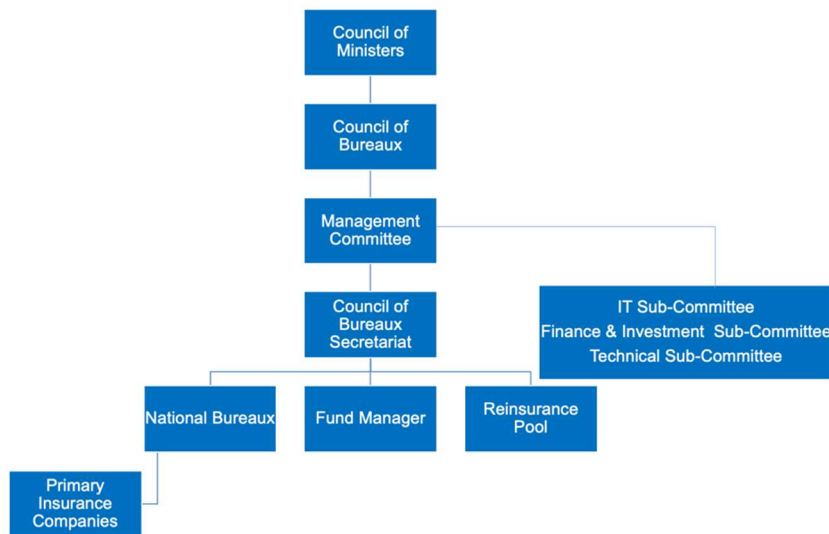 Council of
Ministers
Council of
Bureaux
Management
Committee
Council of
Bureaux
Secretariat
IT Sub-Committee
Finance & Investment  Sub-Committee
Technical Sub-Committee
National Bureaux
Fund Manager
Reinsurance
Pool
Primary
Insurance
Companies